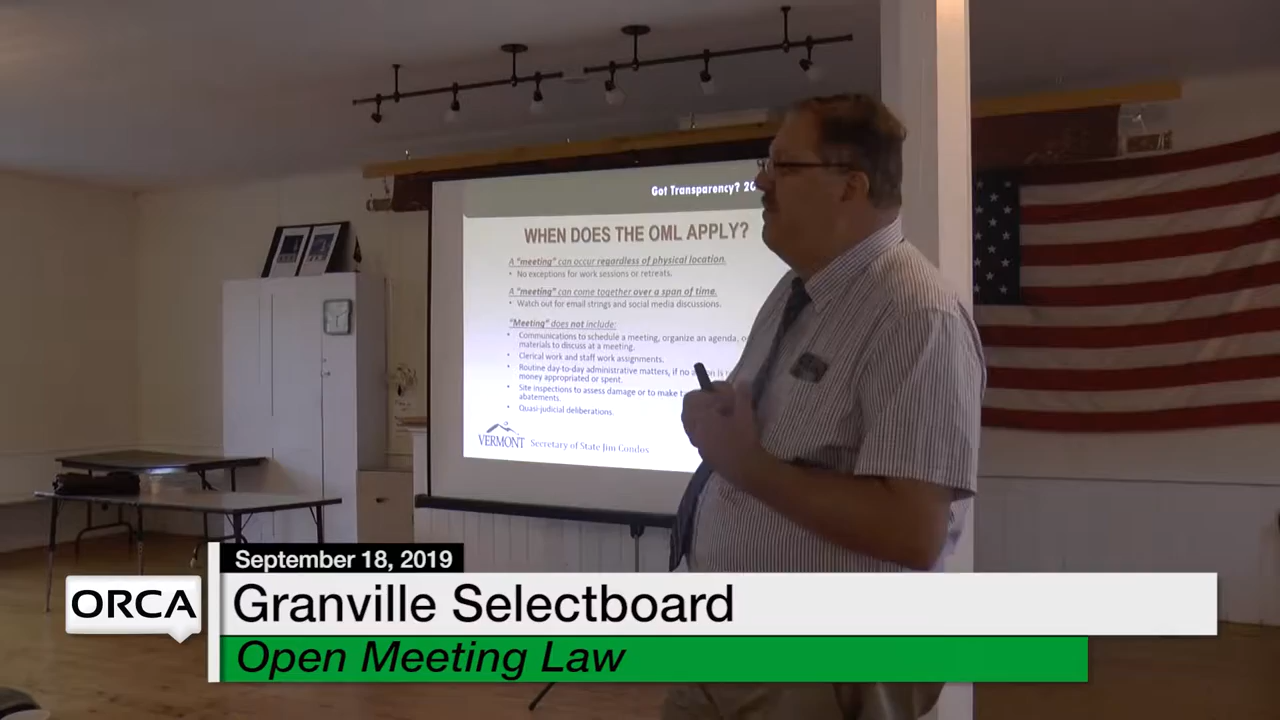 Got Transparency? 20
WHEN DOES THE OML APPLY?
A "meeting" can occur regardless of physical location.
• No exceptions for work sessions or retreats.
A "meeting" can come together over a span of time.
• Watch out for email strings and social media discussions.
"Meeting" does not include:
• Communications to schedule a meeting, organize an agenda, o
materials to discuss at a meeting.
• Clerical work and staff work assignments.
• Routine day-to-day administrative matters, if no
money appropriated or spent.
• Site inspections to assess damage or to make
abatements.
• Quasi-judicial deliberations.
VERMONT Secretary of State Jim Condos
September 18, 2019
ORCA
Granville Selectboard
Open Meeting Law